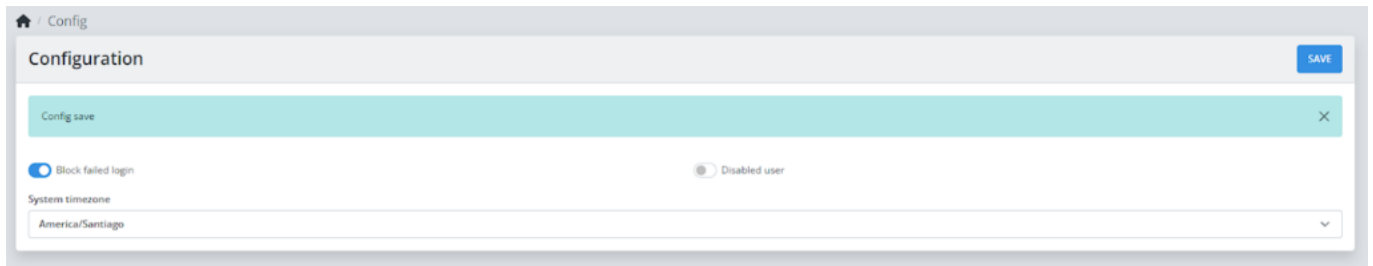 / Config
Configuration
SAVE
Config save
Block failed login
Disabled user
System timezone
America/Santiago